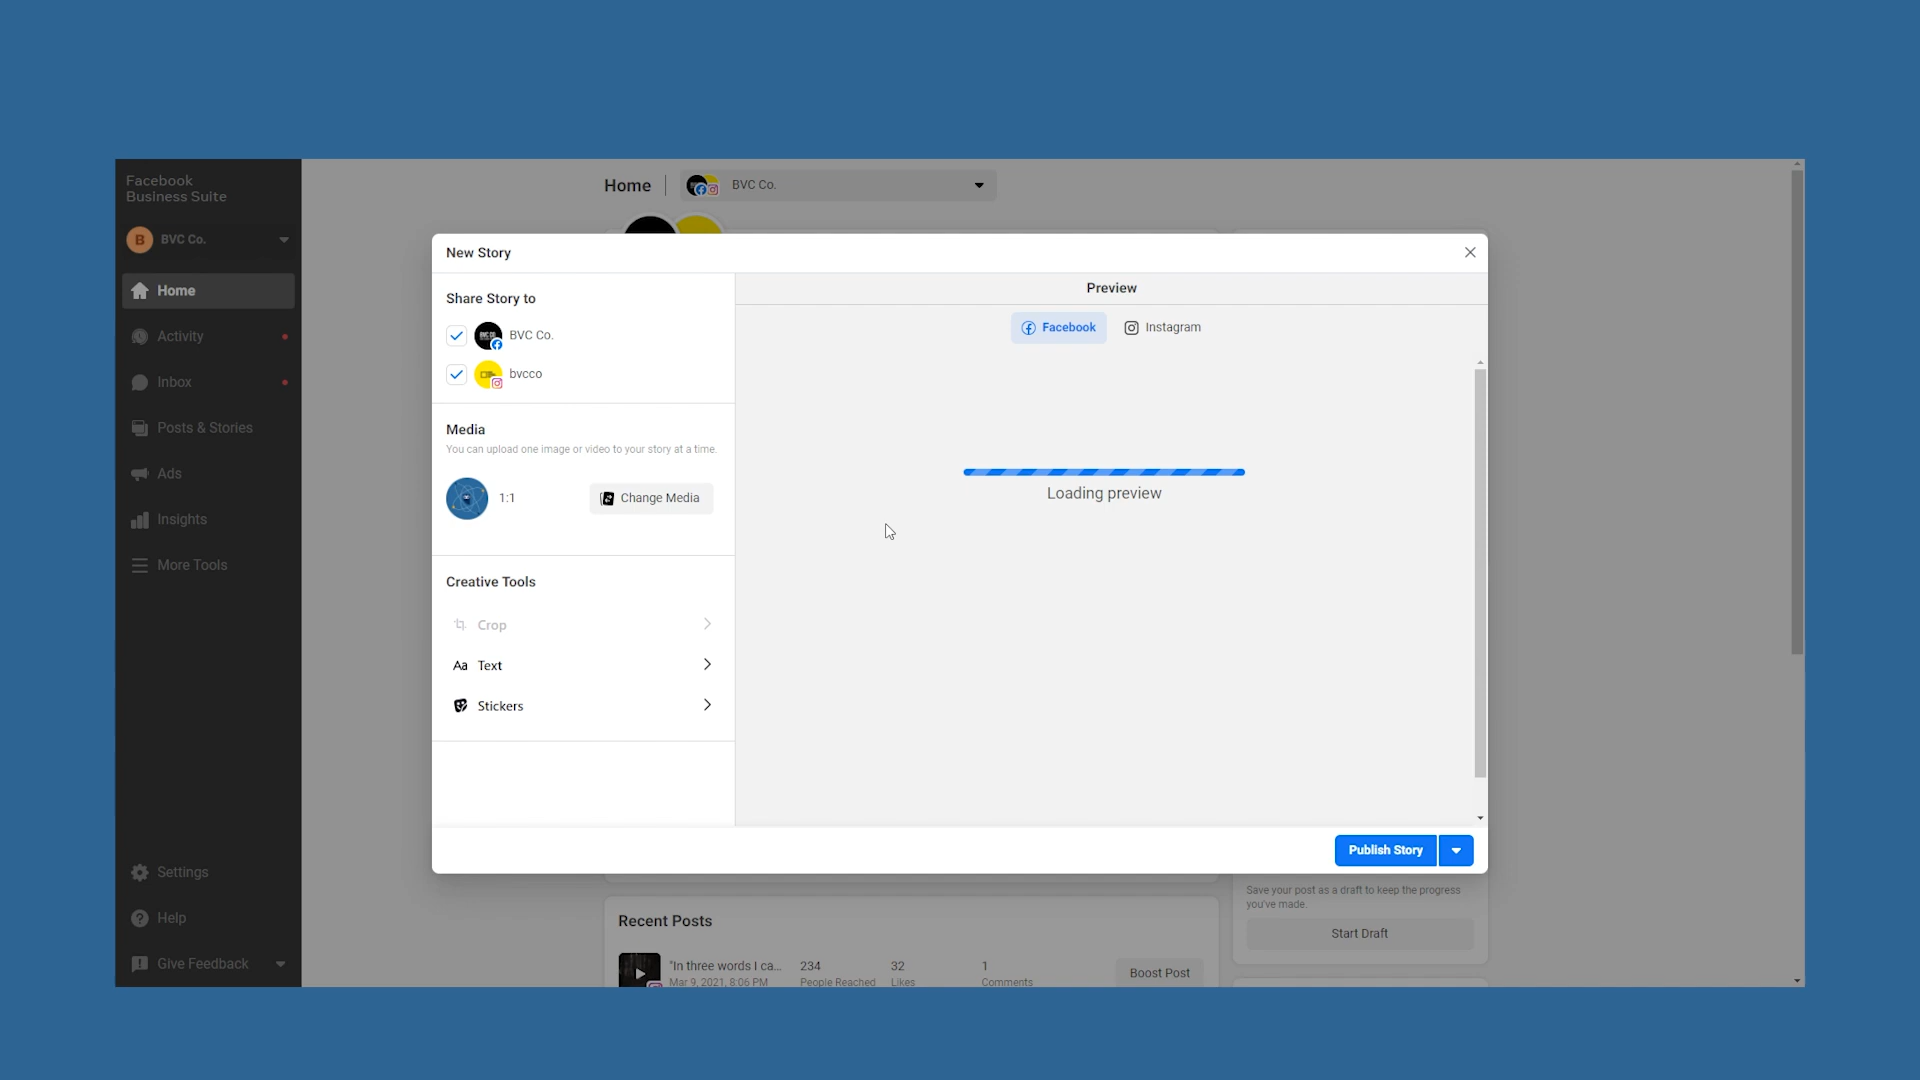 Facebook
Business Suite
B BVC Co.
Home
Activity
Inbox
Posts & Stories
Ads
Insights
More Tools
Settings
Help
Give Feedback
Home
BVC Co.
New Story
Share Story to
BVC Co.
bvcco
Media
You can upload one image or video to your story at a time.
1:1
Change Media
Creative Tools
Crop
Aa Text
Stickers
Preview
Facebook
Instagram
Loading preview
Publish Story
Save your post as a draft to keep the progress
you've made.
Start Draft
Recent Posts
"In three words I ca... 234 32 1
Mar 9, 2021, 8:06 PM People Reached Likes Comments
Boost Post